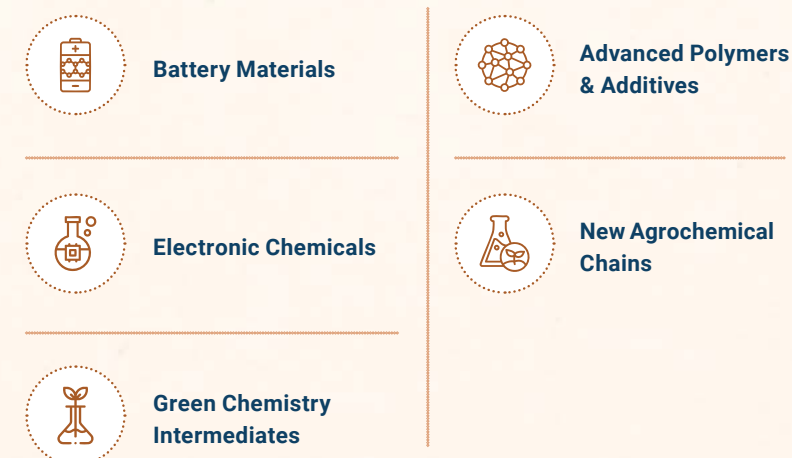 Battery Materials
Electronic Chemicals
Green Chemistry
Intermediates
Advanced Polymers
& Additives
New Agrochemical
Chains